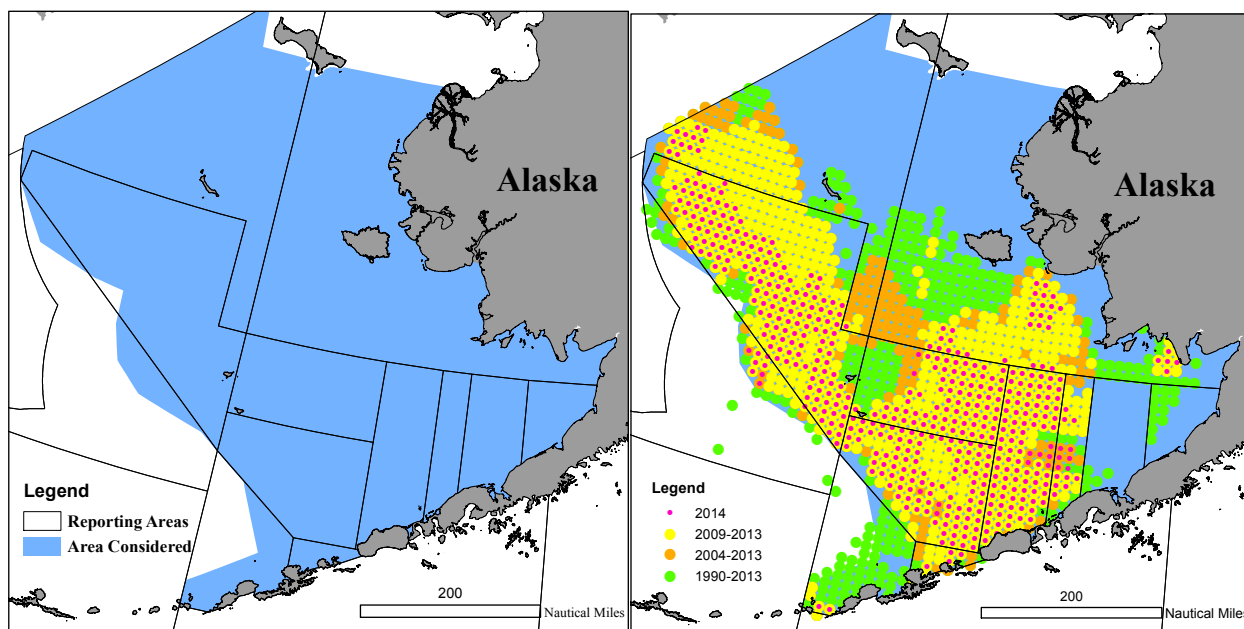 Alaska
Legend
Reporting Areas
Area Considered
200
Nautical Miles
Alaska
Legend
2014
2009-2013
2004-2013
1990-2013
200
Nautical Miles